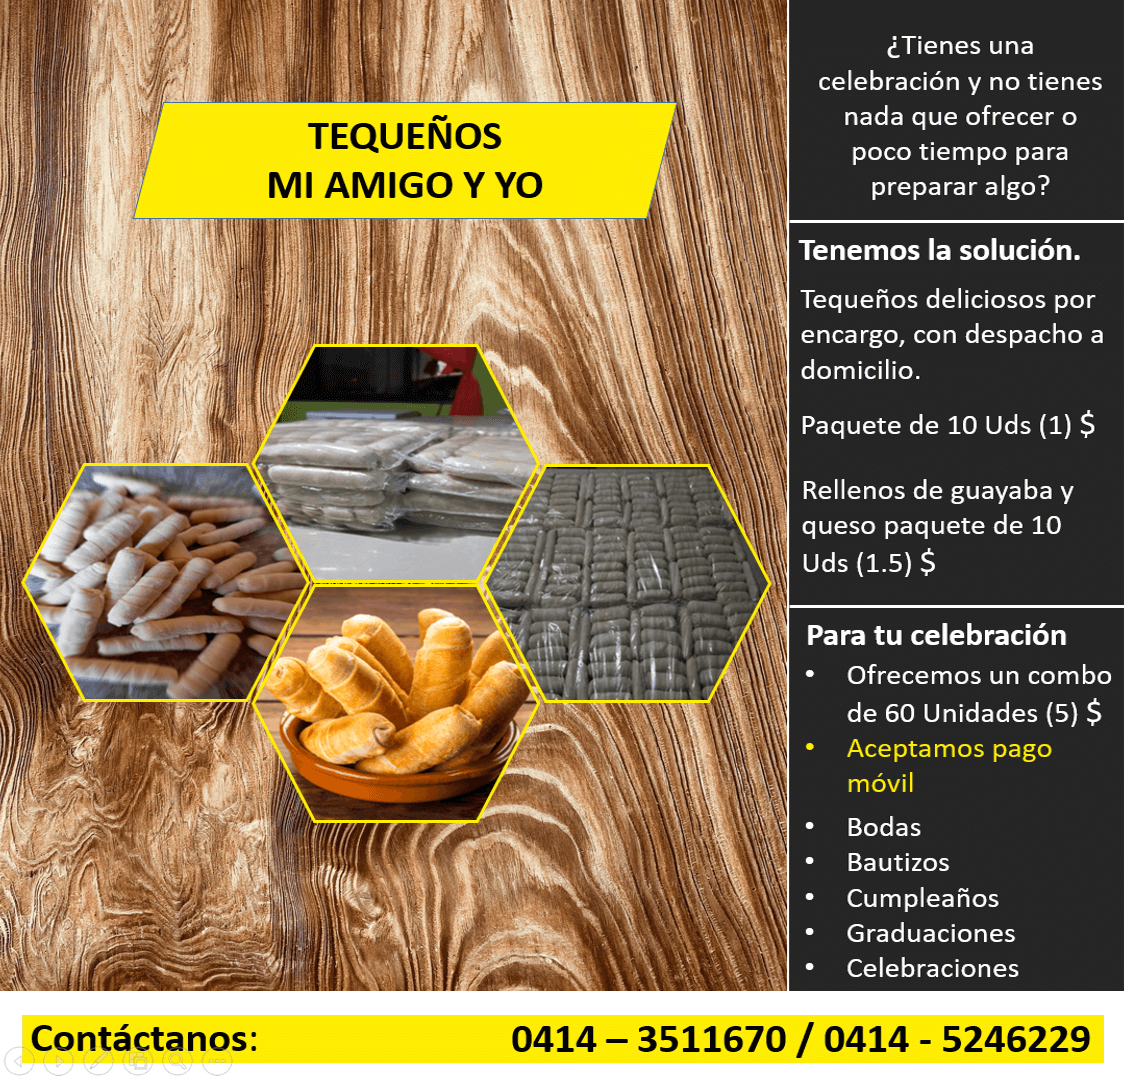 TEQUEÑOS
MI AMIGO Y YO
¿Tienes una
celebración y no tienes
nada que ofrecer o
poco tiempo para
preparar algo?
Tenemos la solución.
Tequeños deliciosos por
encargo, con despacho a
domicilio.
Paquete de 10 Uds (1) $
Rellenos de guayaba y
queso paquete de 10
Uds (1.5) $
Para tu celebración
• Ofrecemos un combo
de 60 Unidades (5) $
• Aceptamos pago
móvil
• Bodas
• Bautizos
• Cumpleaños
• Graduaciones
• Celebraciones
Contáctanos: 0414 – 3511670 / 0414 - 5246229